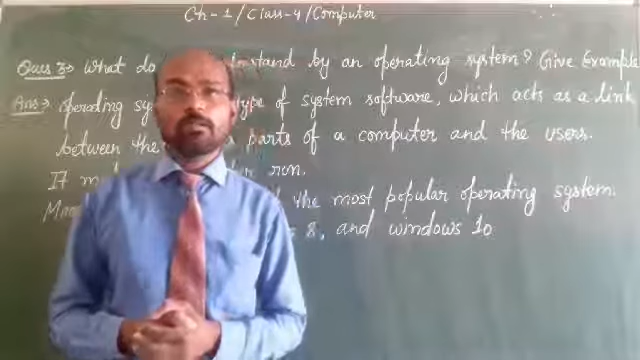 Ch-1/Class-4/Computer
Ques 3⇒ What do stand by an operating system? Give Example
Ans⇒ operating sy type of system software, which acts as a link
between the parts of a computer and the users.
It m run.
the most popular operating system.
8, and windows 10